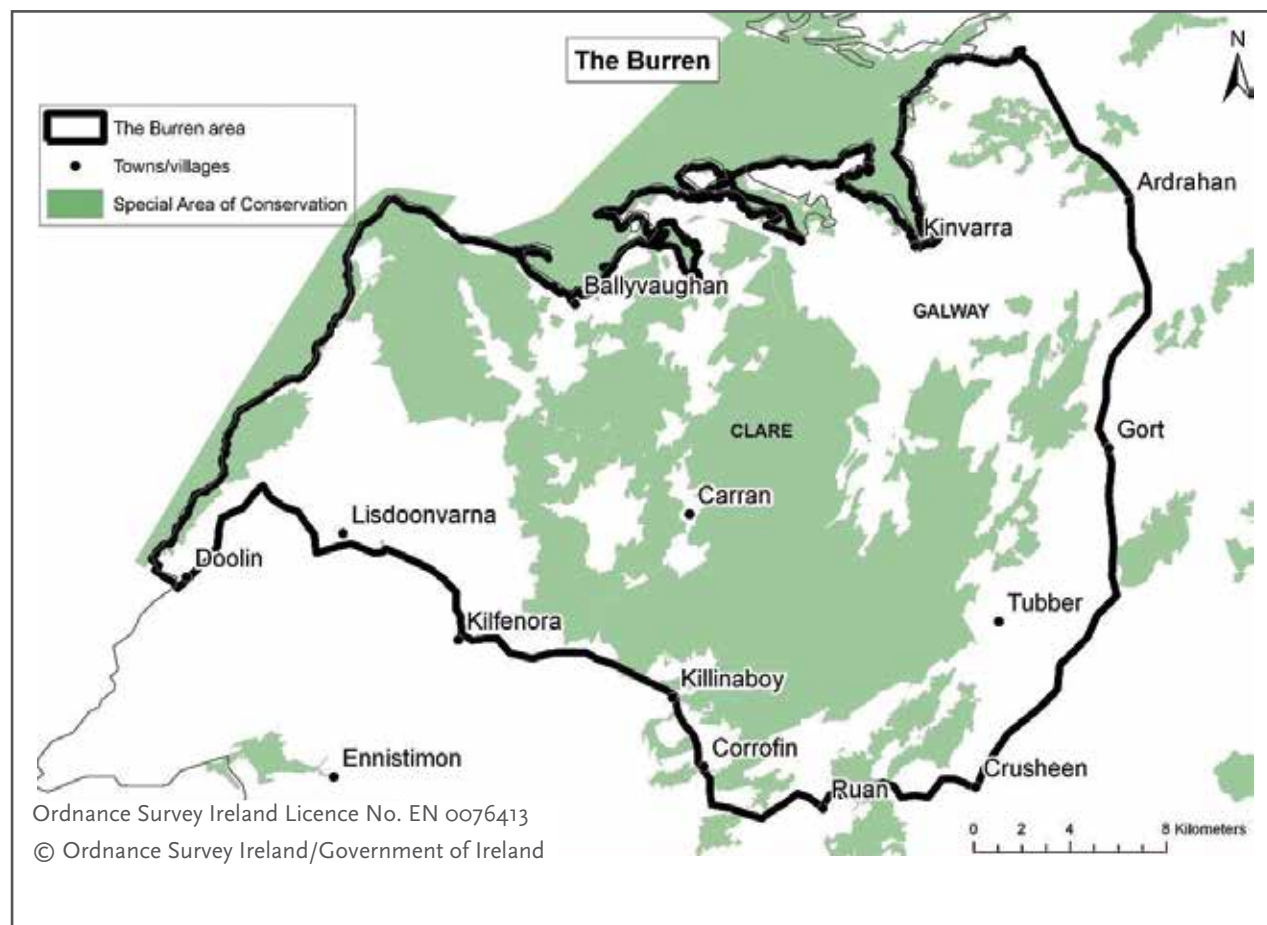 The Burren
N
The Burren area
Towns/villages
Special Area of Conservation
Ardrahan
Kinvarra
Ballyvaughan
GALWAY
CLARE
Gort
Carran
Lisdoonvarna
Doolin
Tubber
Kilfenora
Killinaboy
Corrofin
Ennistimon
Crusheen
Ruan
Ordnance Survey Ireland Licence No. EN 0076413
© Ordnance Survey Ireland/Government of Ireland
0 2 4 8 Kilometers